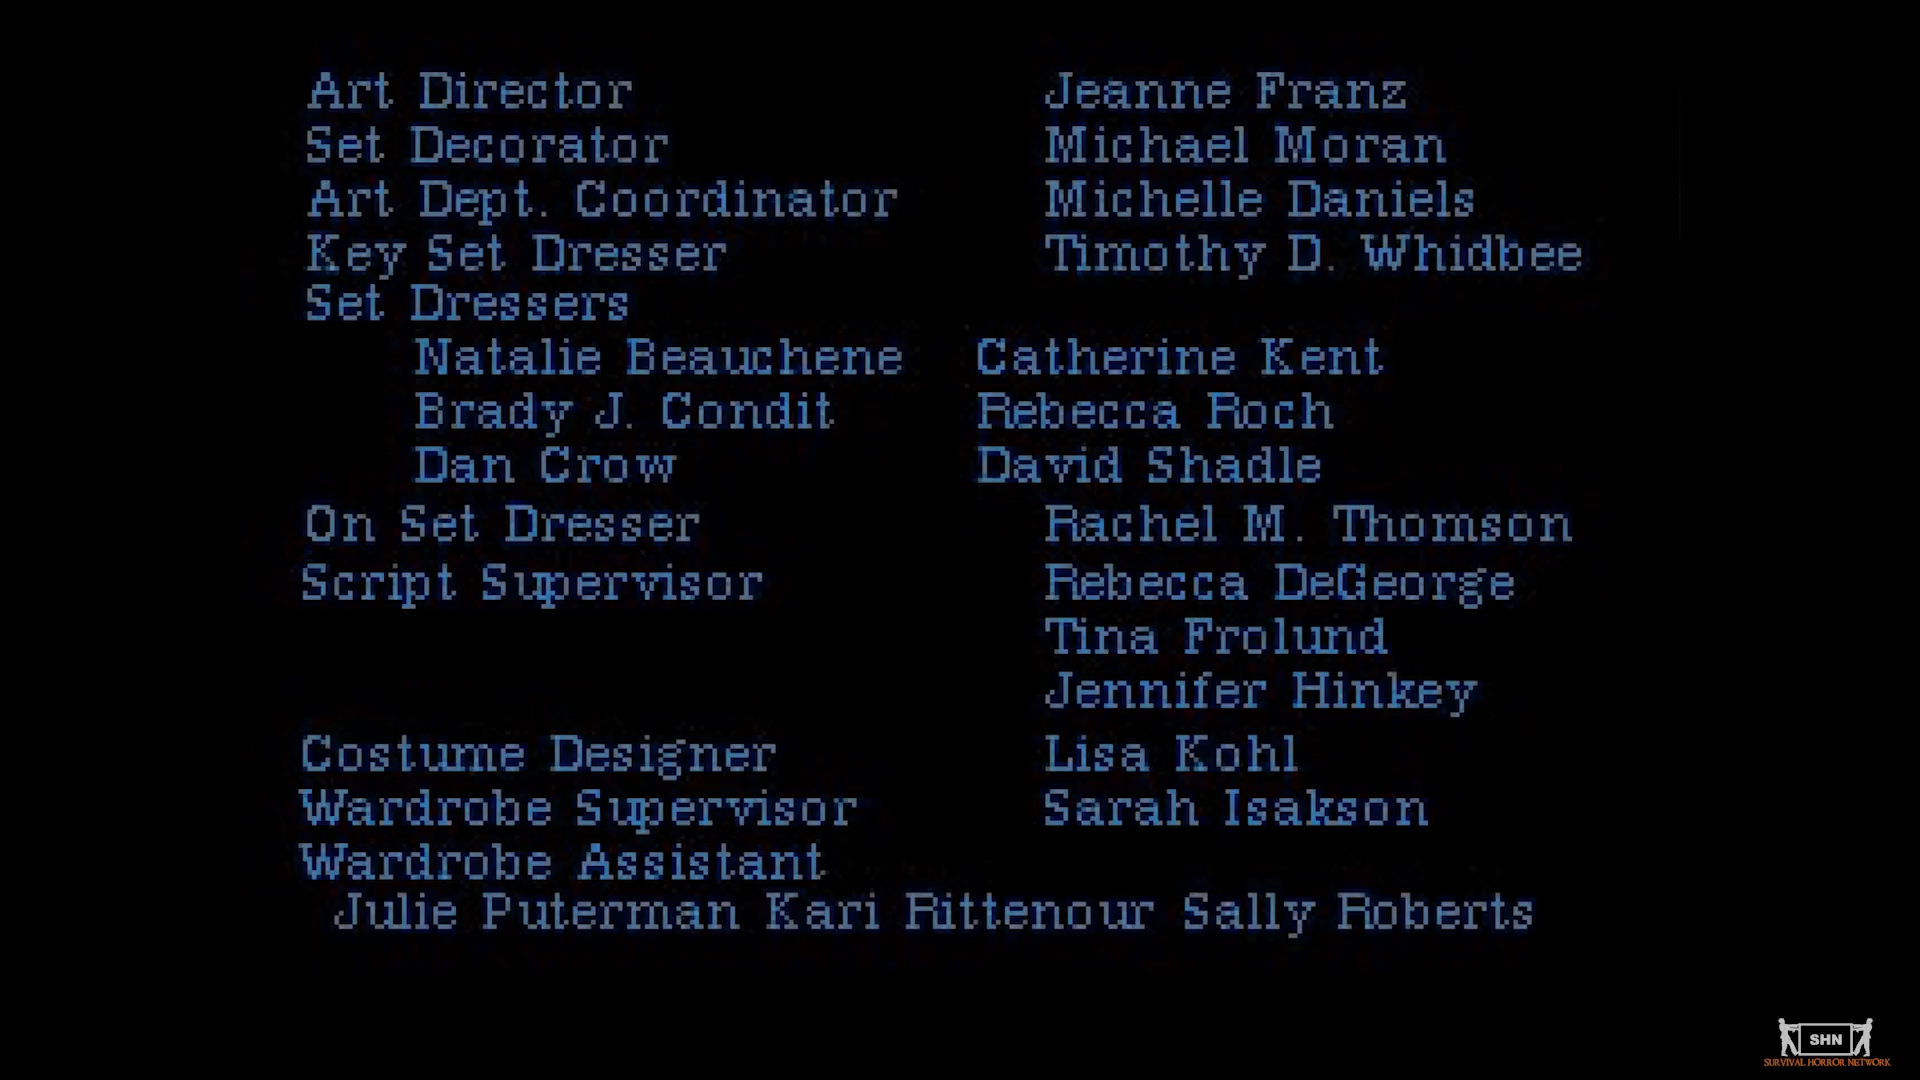 Art Director Jeanne Franz
Set Decorator Michael Moran
Art Dept. Coordinator Michelle Daniels
Key Set Dresser Timothy D. Whidbee
Set Dressers
Natalie Beauchene Catherine Kent
Brady J. Condit Rebecca Roch
Dan Crow David Shadle
On Set Dresser Rachel M. Thomson
Script Supervisor Rebecca DeGeorge
Tina Frolund
Jennifer Hinkey
Costume Designer Lisa Kohl
Wardrobe Supervisor Sarah Isakson
Wardrobe Assistant
Julie Puterman Kari Rittenour Sally Roberts
SHN
SURVIVAL HORROR NETWORK